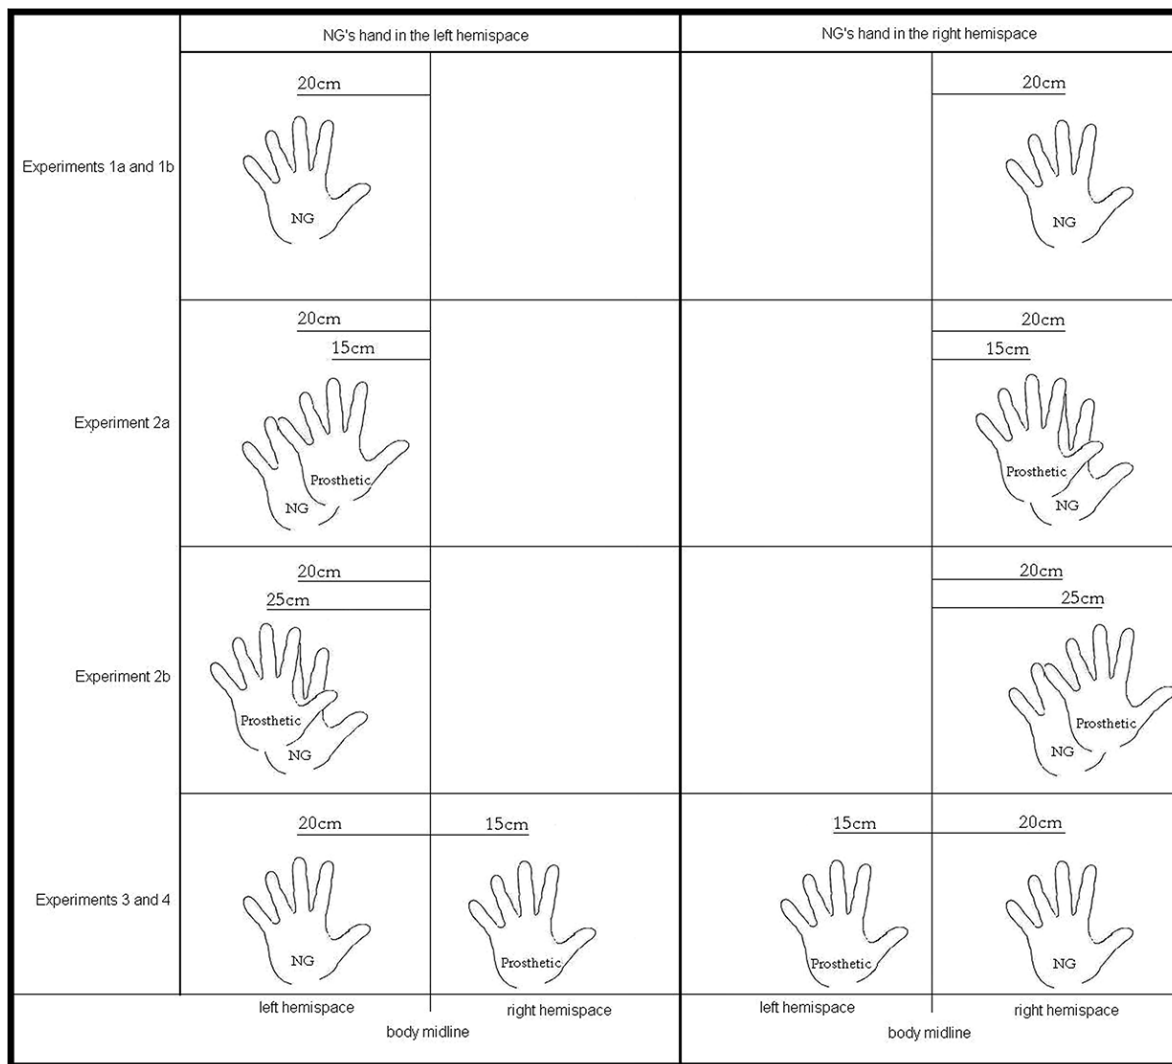 NG's hand in the left hemispace
NG's hand in the right hemispace
Experiments 1a and 1b
20cm
NG
20cm
NG
Experiment 2a
20cm
15cm
Prosthetic
NG
20cm
15cm
Prosthetic
NG
Experiment 2b
20cm
25cm
Prosthetic
NG
20cm
25cm
NG
Prosthetic
Experiments 3 and 4
20cm
15cm
NG
Prosthetic
15cm
20cm
Prosthetic
NG
left hemispace
right hemispace
body midline
left hemispace
right hemispace
body midline